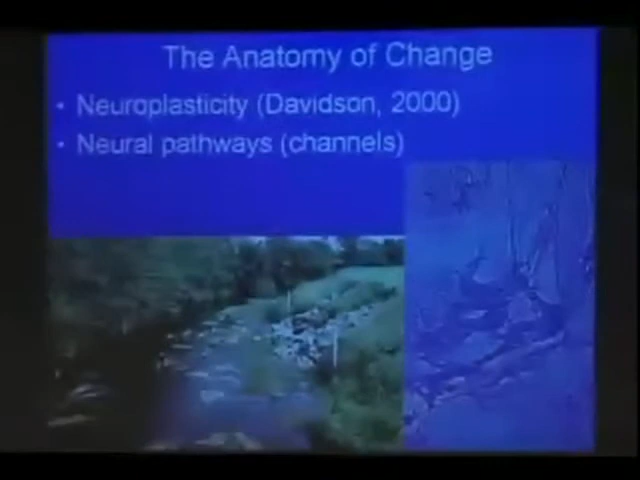 The Anatomy of Change
• Neuroplasticity (Davidson, 2000)
• Neural pathways (channels)